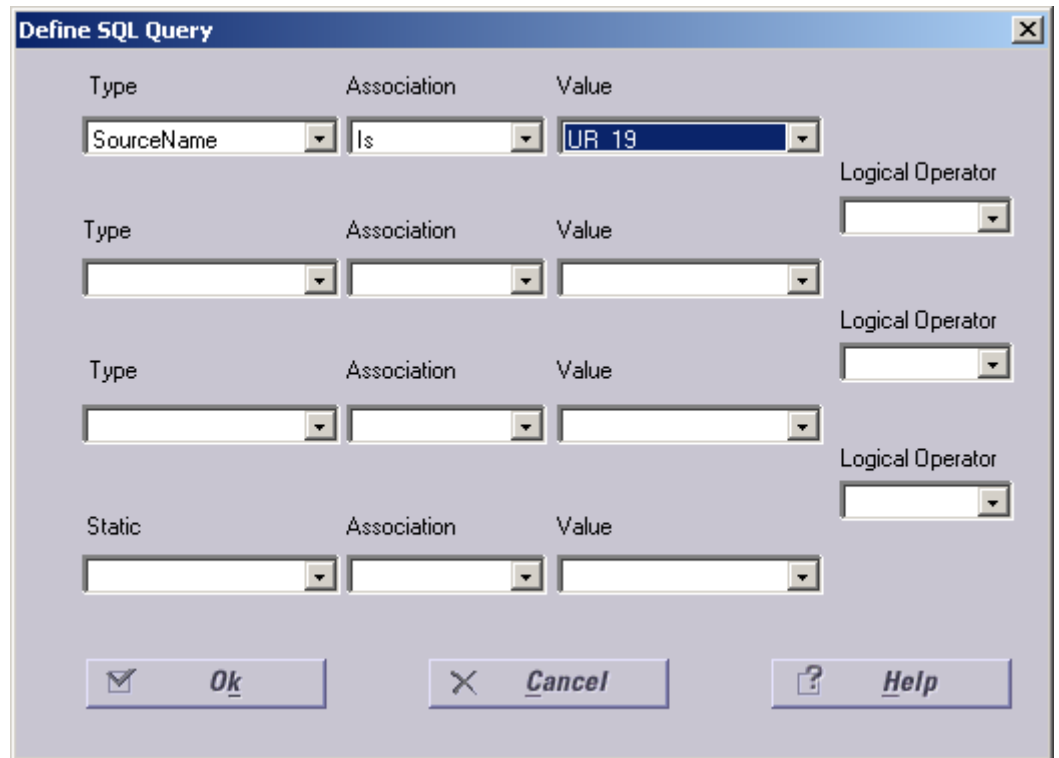 Define SQL Query
Type Association Value
SourceName Is UR 19
Logical Operator
Type Association Value
Logical Operator
Type Association Value
Logical Operator
Static Association Value
Ok Cancel Help